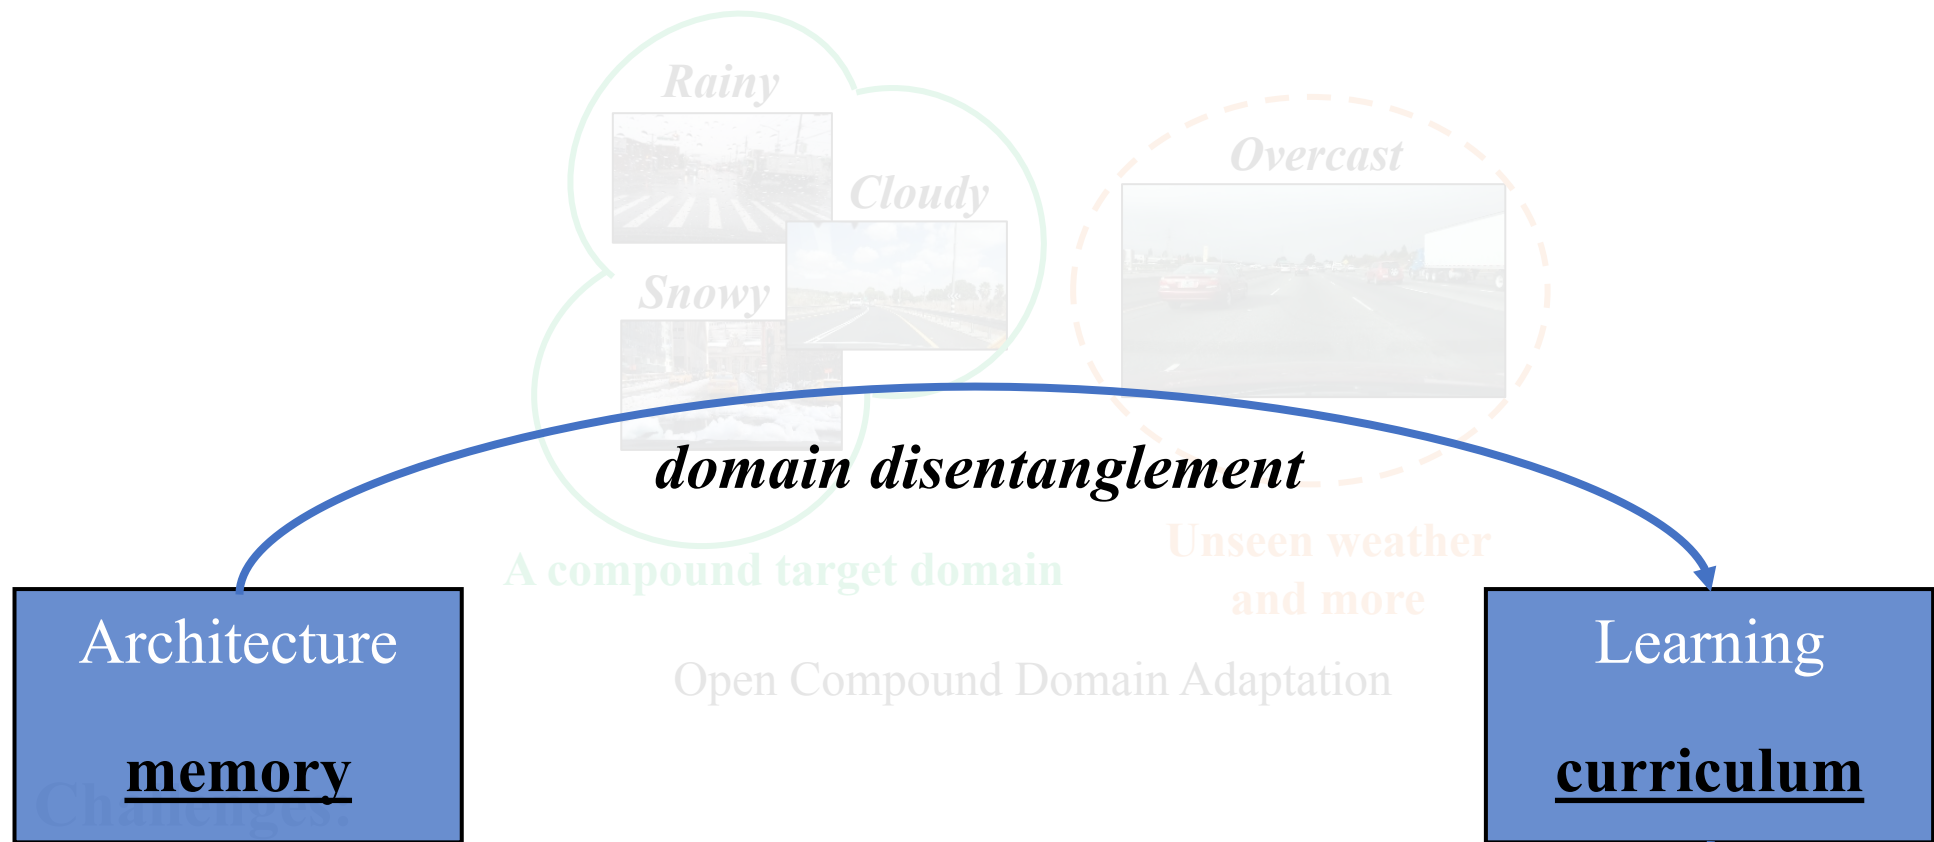 Rainy
Cloudy
Snowy
Overcast
domain disentanglement
A compound target domain
Unseen weather
and more
Open Compound Domain Adaptation
Architecture
memory
Challenges:
Learning
curriculum